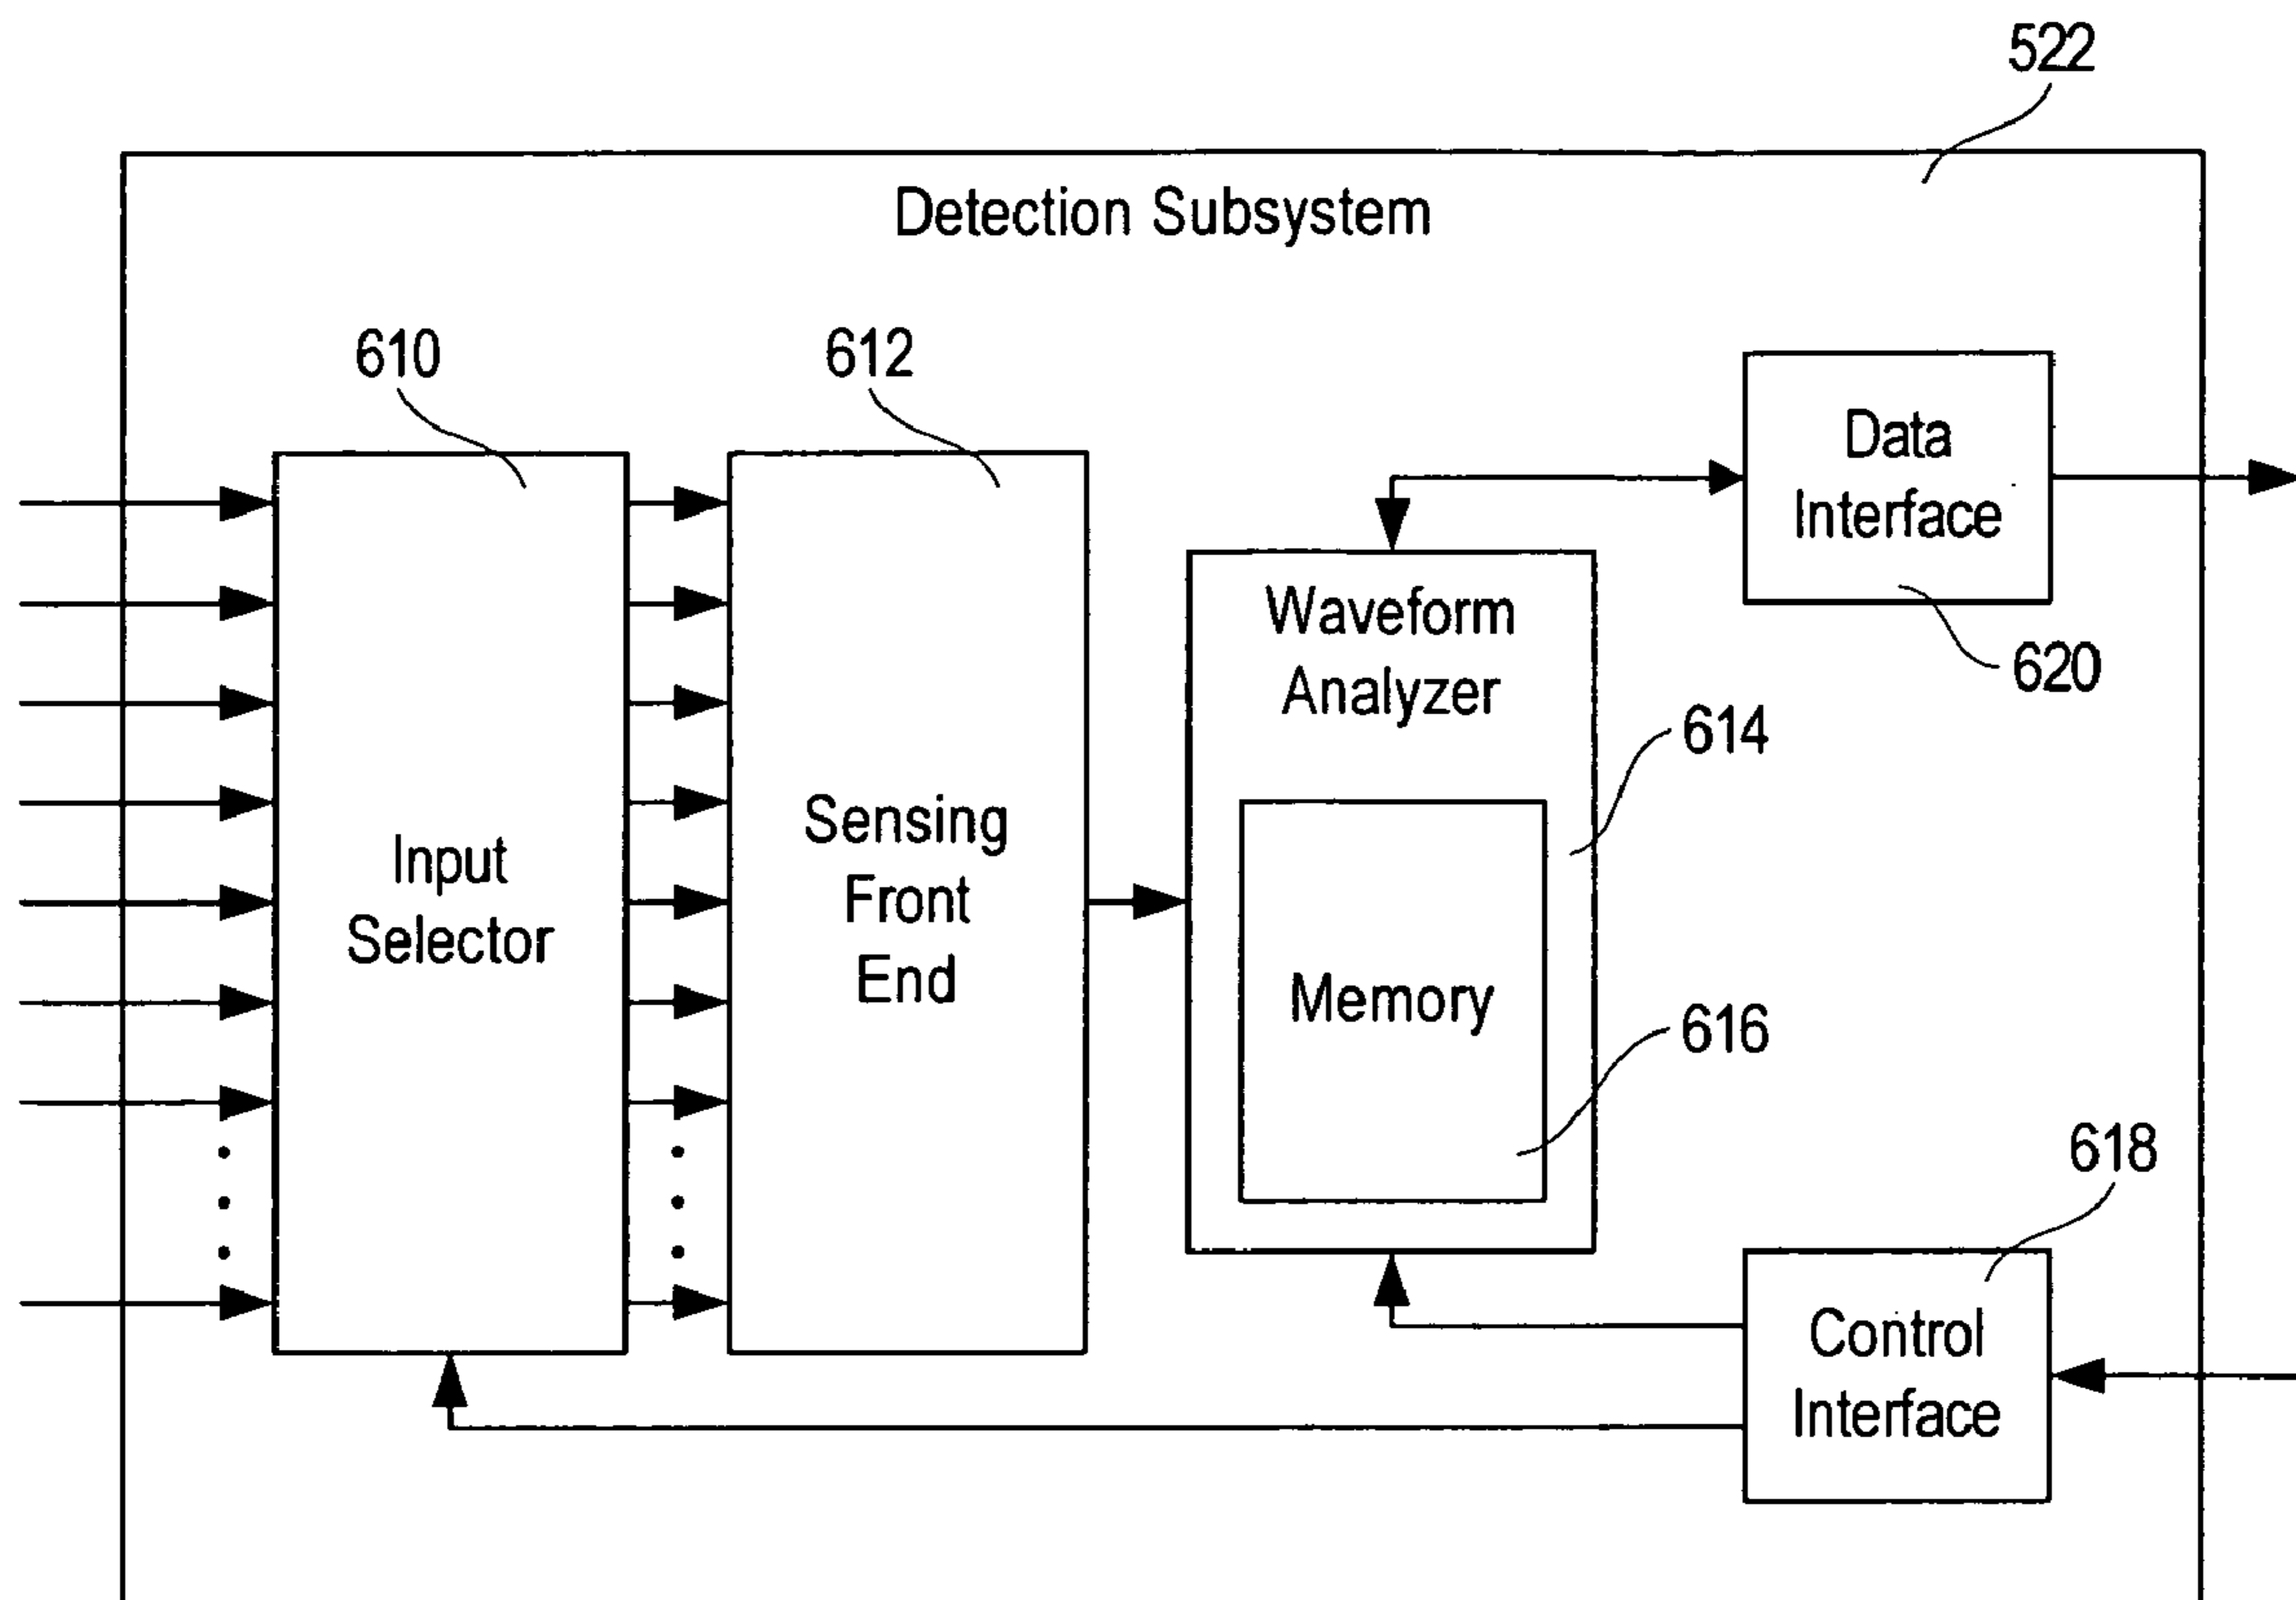 522
Detection Subsystem
610
612
Data
Interface
620
Waveform
Analyzer
614
Input
Selector
Sensing
Front
End
Memory
616
618
Control
Interface